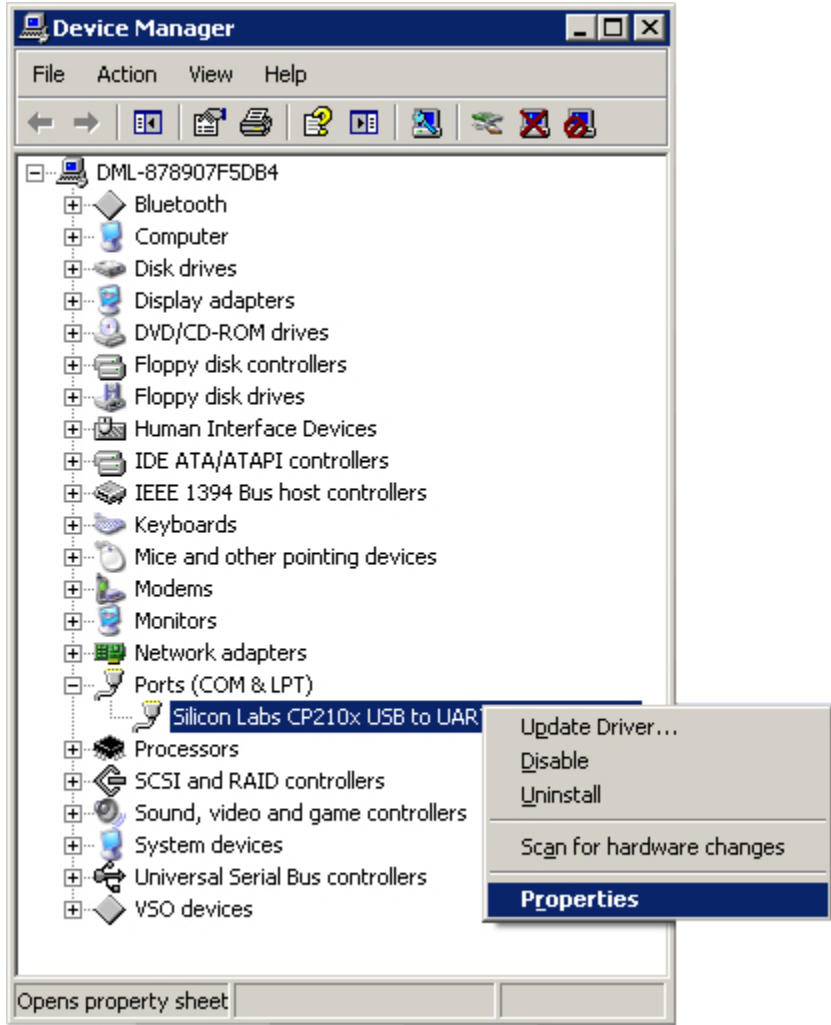 Device Manager
File Action View Help
DML-878907F5DB4
Bluetooth
Computer
Disk drives
Display adapters
DVD/CD-ROM drives
Floppy disk controllers
Floppy disk drives
Human Interface Devices
IDE ATA/ATAPI controllers
IEEE 1394 Bus host controllers
Keyboards
Mice and other pointing devices
Modems
Monitors
Network adapters
Ports (COM & LPT)
Silicon Labs CP210x USB to UAR
Update Driver...
Disable
Uninstall
Scan for hardware changes
Properties
Processors
SCSI and RAID controllers
Sound, video and game controllers
System devices
Universal Serial Bus controllers
VSO devices
Opens property sheet